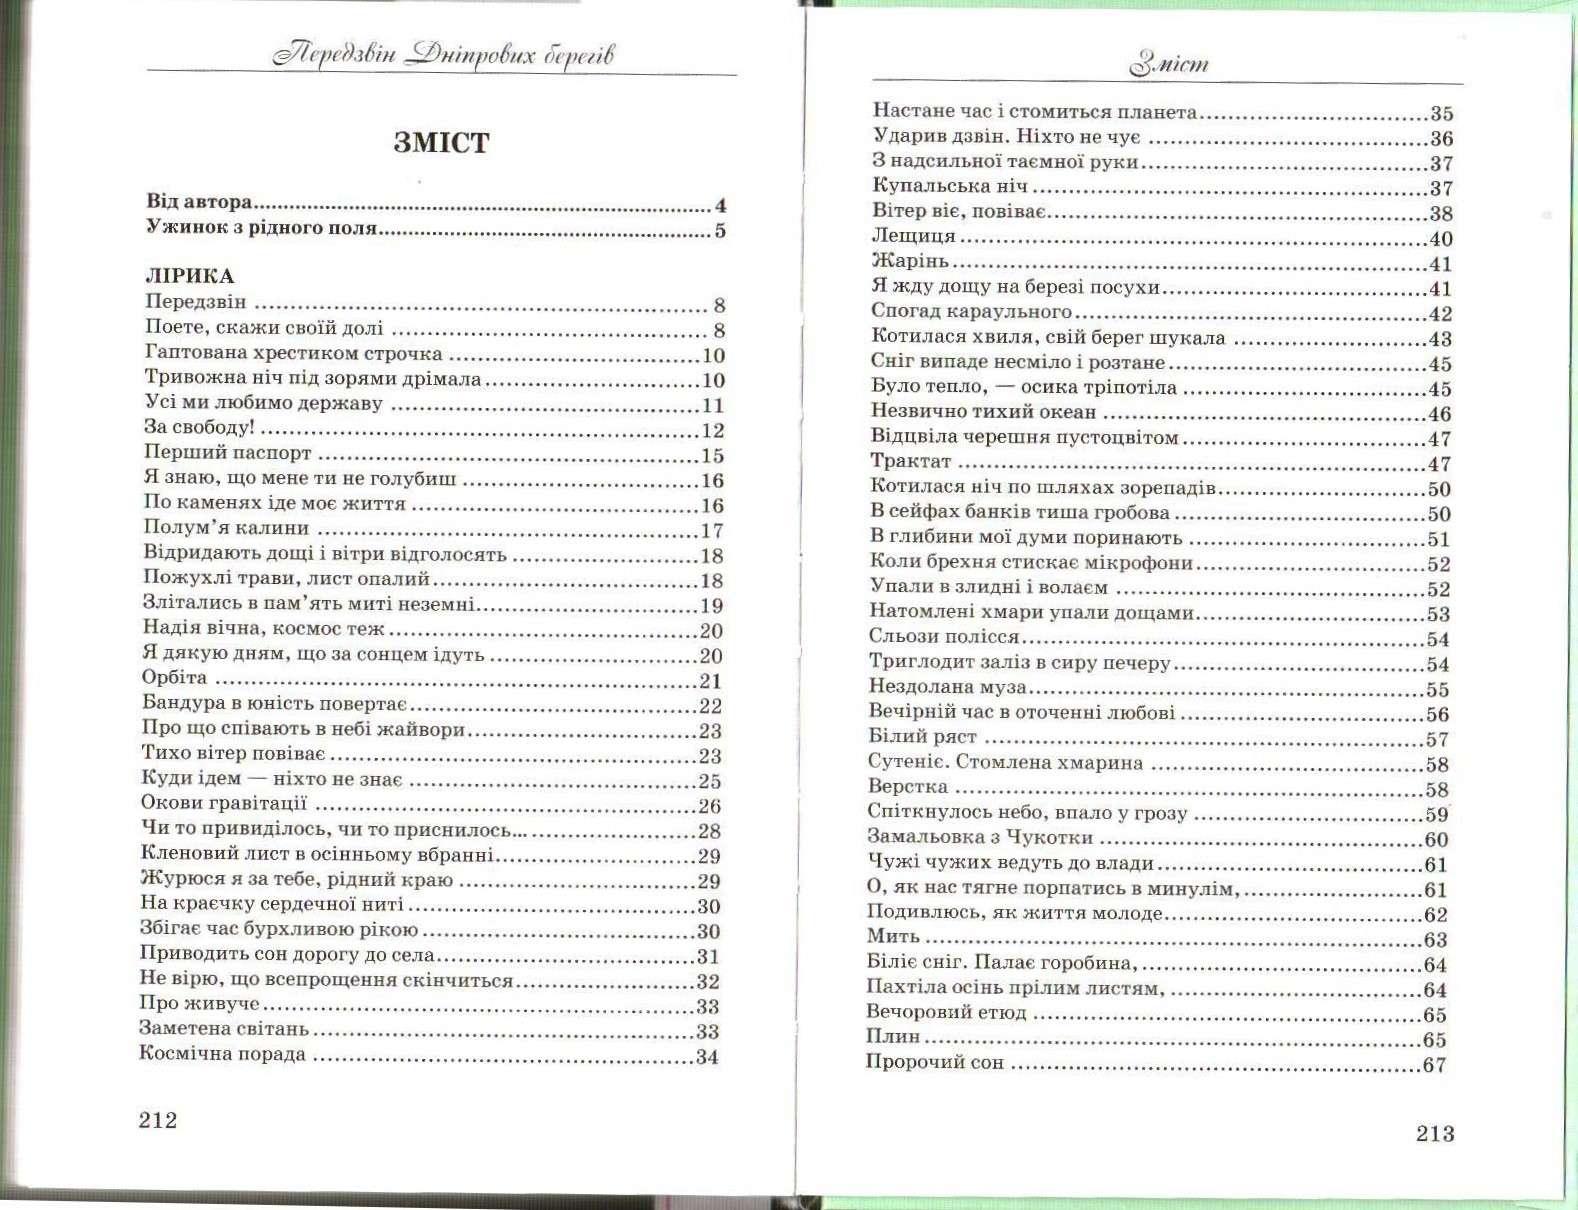 Передзвін Дніпрових берегів
ЗМІСТ
Від автора.......... 4
Ужинок з рідного поля.......... 5
ЛІРИКА
Передзвін .......... 8
Поете, скажи своїй долі .......... 8
Гаптована хрестиком строчка .......... 10
Тривожна ніч під зорями дрімала .......... 10
Усі ми любимо державу .......... 11
За свободу! .......... 12
Перший паспорт .......... 15
Я знаю, що мене ти не голубиш .......... 16
По каменях іде моє життя .......... 16
Полум’я калини .......... 17
Відридають дощі і вітри відголосять .......... 18
Пожухлі трави, лист опалий.......... 18
Злітались в пам’ять миті неземні.......... 19
Надія вічна, космос теж .......... 20
Я дякую дням, що за сонцем ідуть .......... 20
Орбіта .......... 21
Бандура в юність повертає.......... 22
Про що співають в небі жайвори.......... 23
Тихо вітер повіває .......... 23
Куди ідем — ніхто не знає .......... 25
Окови гравітації .......... 26
Чи то привиділось, чи то приснилось... .......... 28
Кленовий лист в осінньому вбранні.......... 29
Журюся я за тебе, рідний краю .......... 29
На краєчку сердечної ниті .......... 30
Збігає час бурхливою рікою .......... 30
Приводить сон дорогу до села.......... 31
Не вірю, що всепрощення скінчиться.......... 32
Про живуче .......... 33
Заметена світань .......... 33
Космічна порада .......... 34
212
Зміст
Настане час і стомиться планета.......... 35
Ударив дзвін. Ніхто не чує .......... 36
З надсильної таємної руки.......... 37
Купальська ніч .......... 37
Вітер віє, повіває.......... 38
Лещиця .......... 40
Жарінь.......... 41
Я жду дощу на березі посухи.......... 41
Спогад караульного.......... 42
Котилася хвиля, свій берег шукала .......... 43
Сніг випаде несміло і розтане.......... 45
Було тепло, — осика тріпотіла .......... 45
Незвично тихий океан .......... 46
Відцвіла черешня пустоцвітом.......... 47
Трактат .......... 47
Котилася ніч по шляхах зорепадів.......... 50
В сейфах банків тиша гробова .......... 50
В глибини мої думи поринають .......... 51
Коли брехня стискає мікрофони.......... 52
Упали в злидні і волаєм .......... 52
Натомлені хмари упали дощами.......... 53
Сльози полісся.......... 54
Триглодит заліз в сиру печеру.......... 54
Нездолана муза.......... 55
Вечірній час в оточенні любові .......... 56
Білий ряст .......... 57
Сутеніє. Стомлена хмарина .......... 58
Верстка .......... 58
Спіткнулось небо, впало у грозу .......... 59
Замальовка з Чукотки .......... 60
Чужі чужих ведуть до влади .......... 61
О, як нас тягне порпатись в минулім, .......... 61
Подивлюсь, як життя молоде.......... 62
Мить .......... 63
Біліє сніг. Палає горобина, .......... 64
Пахтіла осінь прілим листям, .......... 64
Вечоровий етюд .......... 65
Плин .......... 65
Пророчий сон .......... 67
213